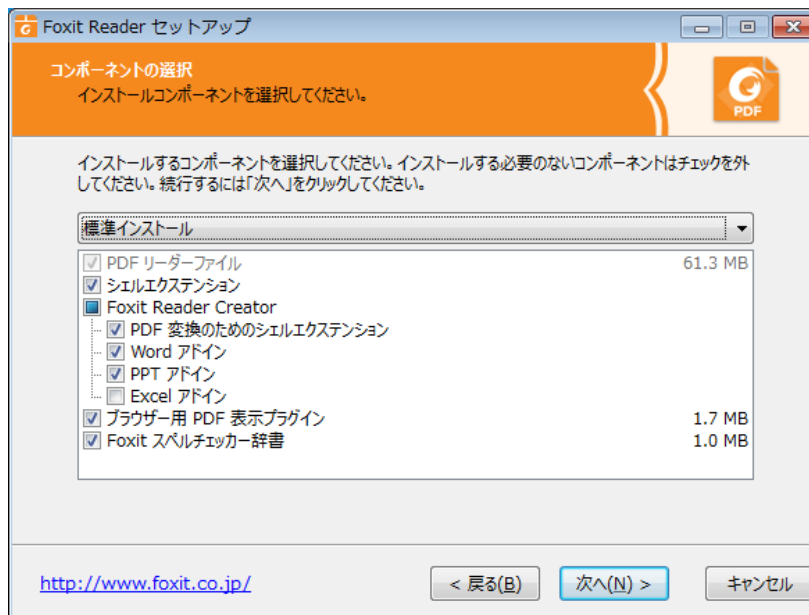 Foxit Reader セットアップ
コンポーネントの選択
インストールコンポーネントを選択してください。
PDF
インストールするコンポーネントを選択してください。インストールする必要のないコンポーネントはチェックを外
してください。続行するには「次へ」をクリックしてください。
標準インストール
PDF リーダーファイル 61.3 MB
シェルエクステンション
Foxit Reader Creator
PDF 変換のためのシェルエクステンション
Word アドイン
PPT アドイン
Excel アドイン
ブラウザー用 PDF 表示プラグイン 1.7 MB
Foxit スペルチェッカー辞書 1.0 MB
http://www.foxit.co.jp/ < 戻る(B) 次へ(N) > キャンセル